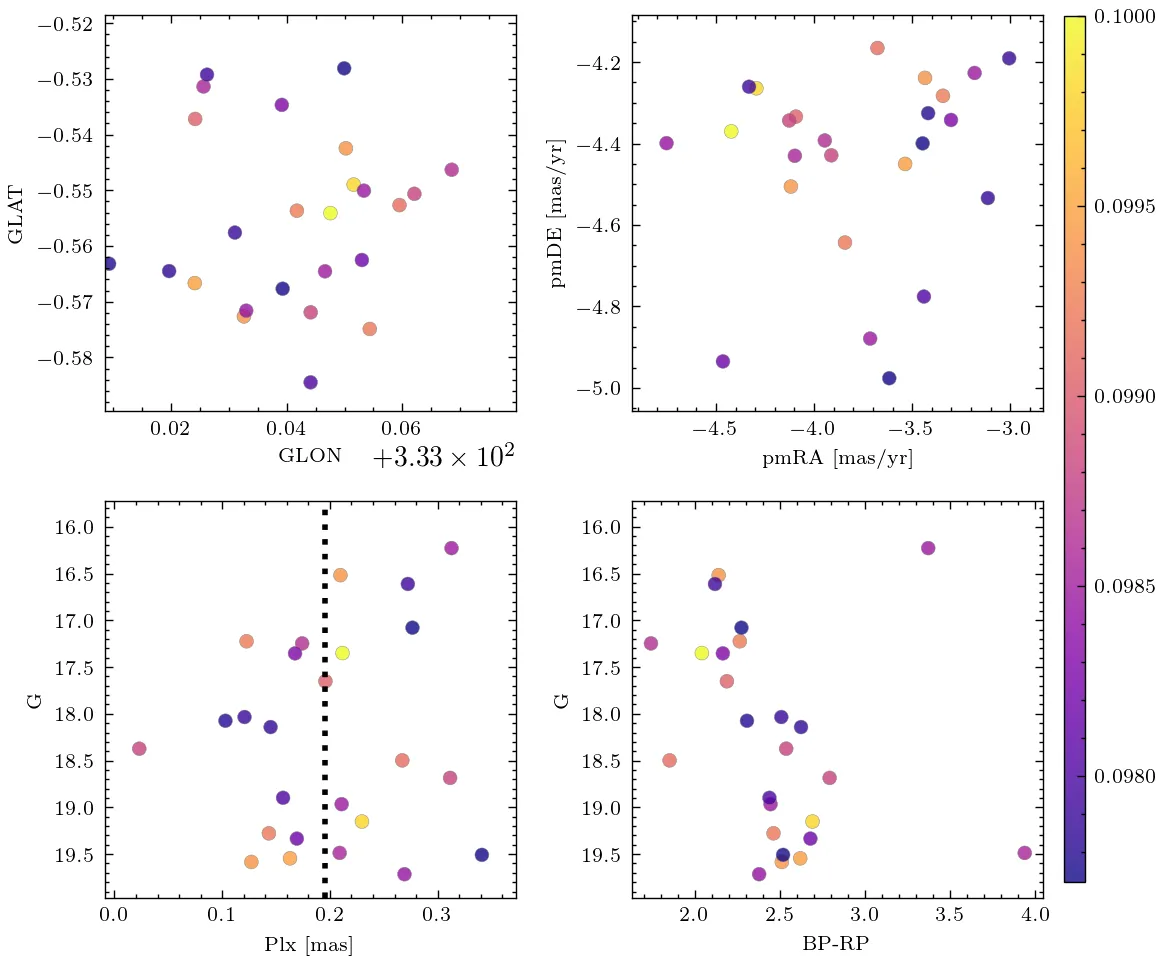 −0.52
−0.53
−0.54
−0.55
−0.56
−0.57
−0.58
GLAT
0.02 0.04 0.06
GLON +3.33 × 10²
−4.2
−4.4
−4.6
−4.8
−5.0
pmDE [mas/yr]
−4.5 −4.0 −3.5 −3.0
pmRA [mas/yr]
16.0
16.5
17.0
17.5
18.0
18.5
19.0
19.5
G
0.0 0.1 0.2 0.3
Plx [mas]
16.0
16.5
17.0
17.5
18.0
18.5
19.0
19.5
G
2.0 2.5 3.0 3.5 4.0
BP-RP
0.1000
0.0995
0.0990
0.0985
0.0980